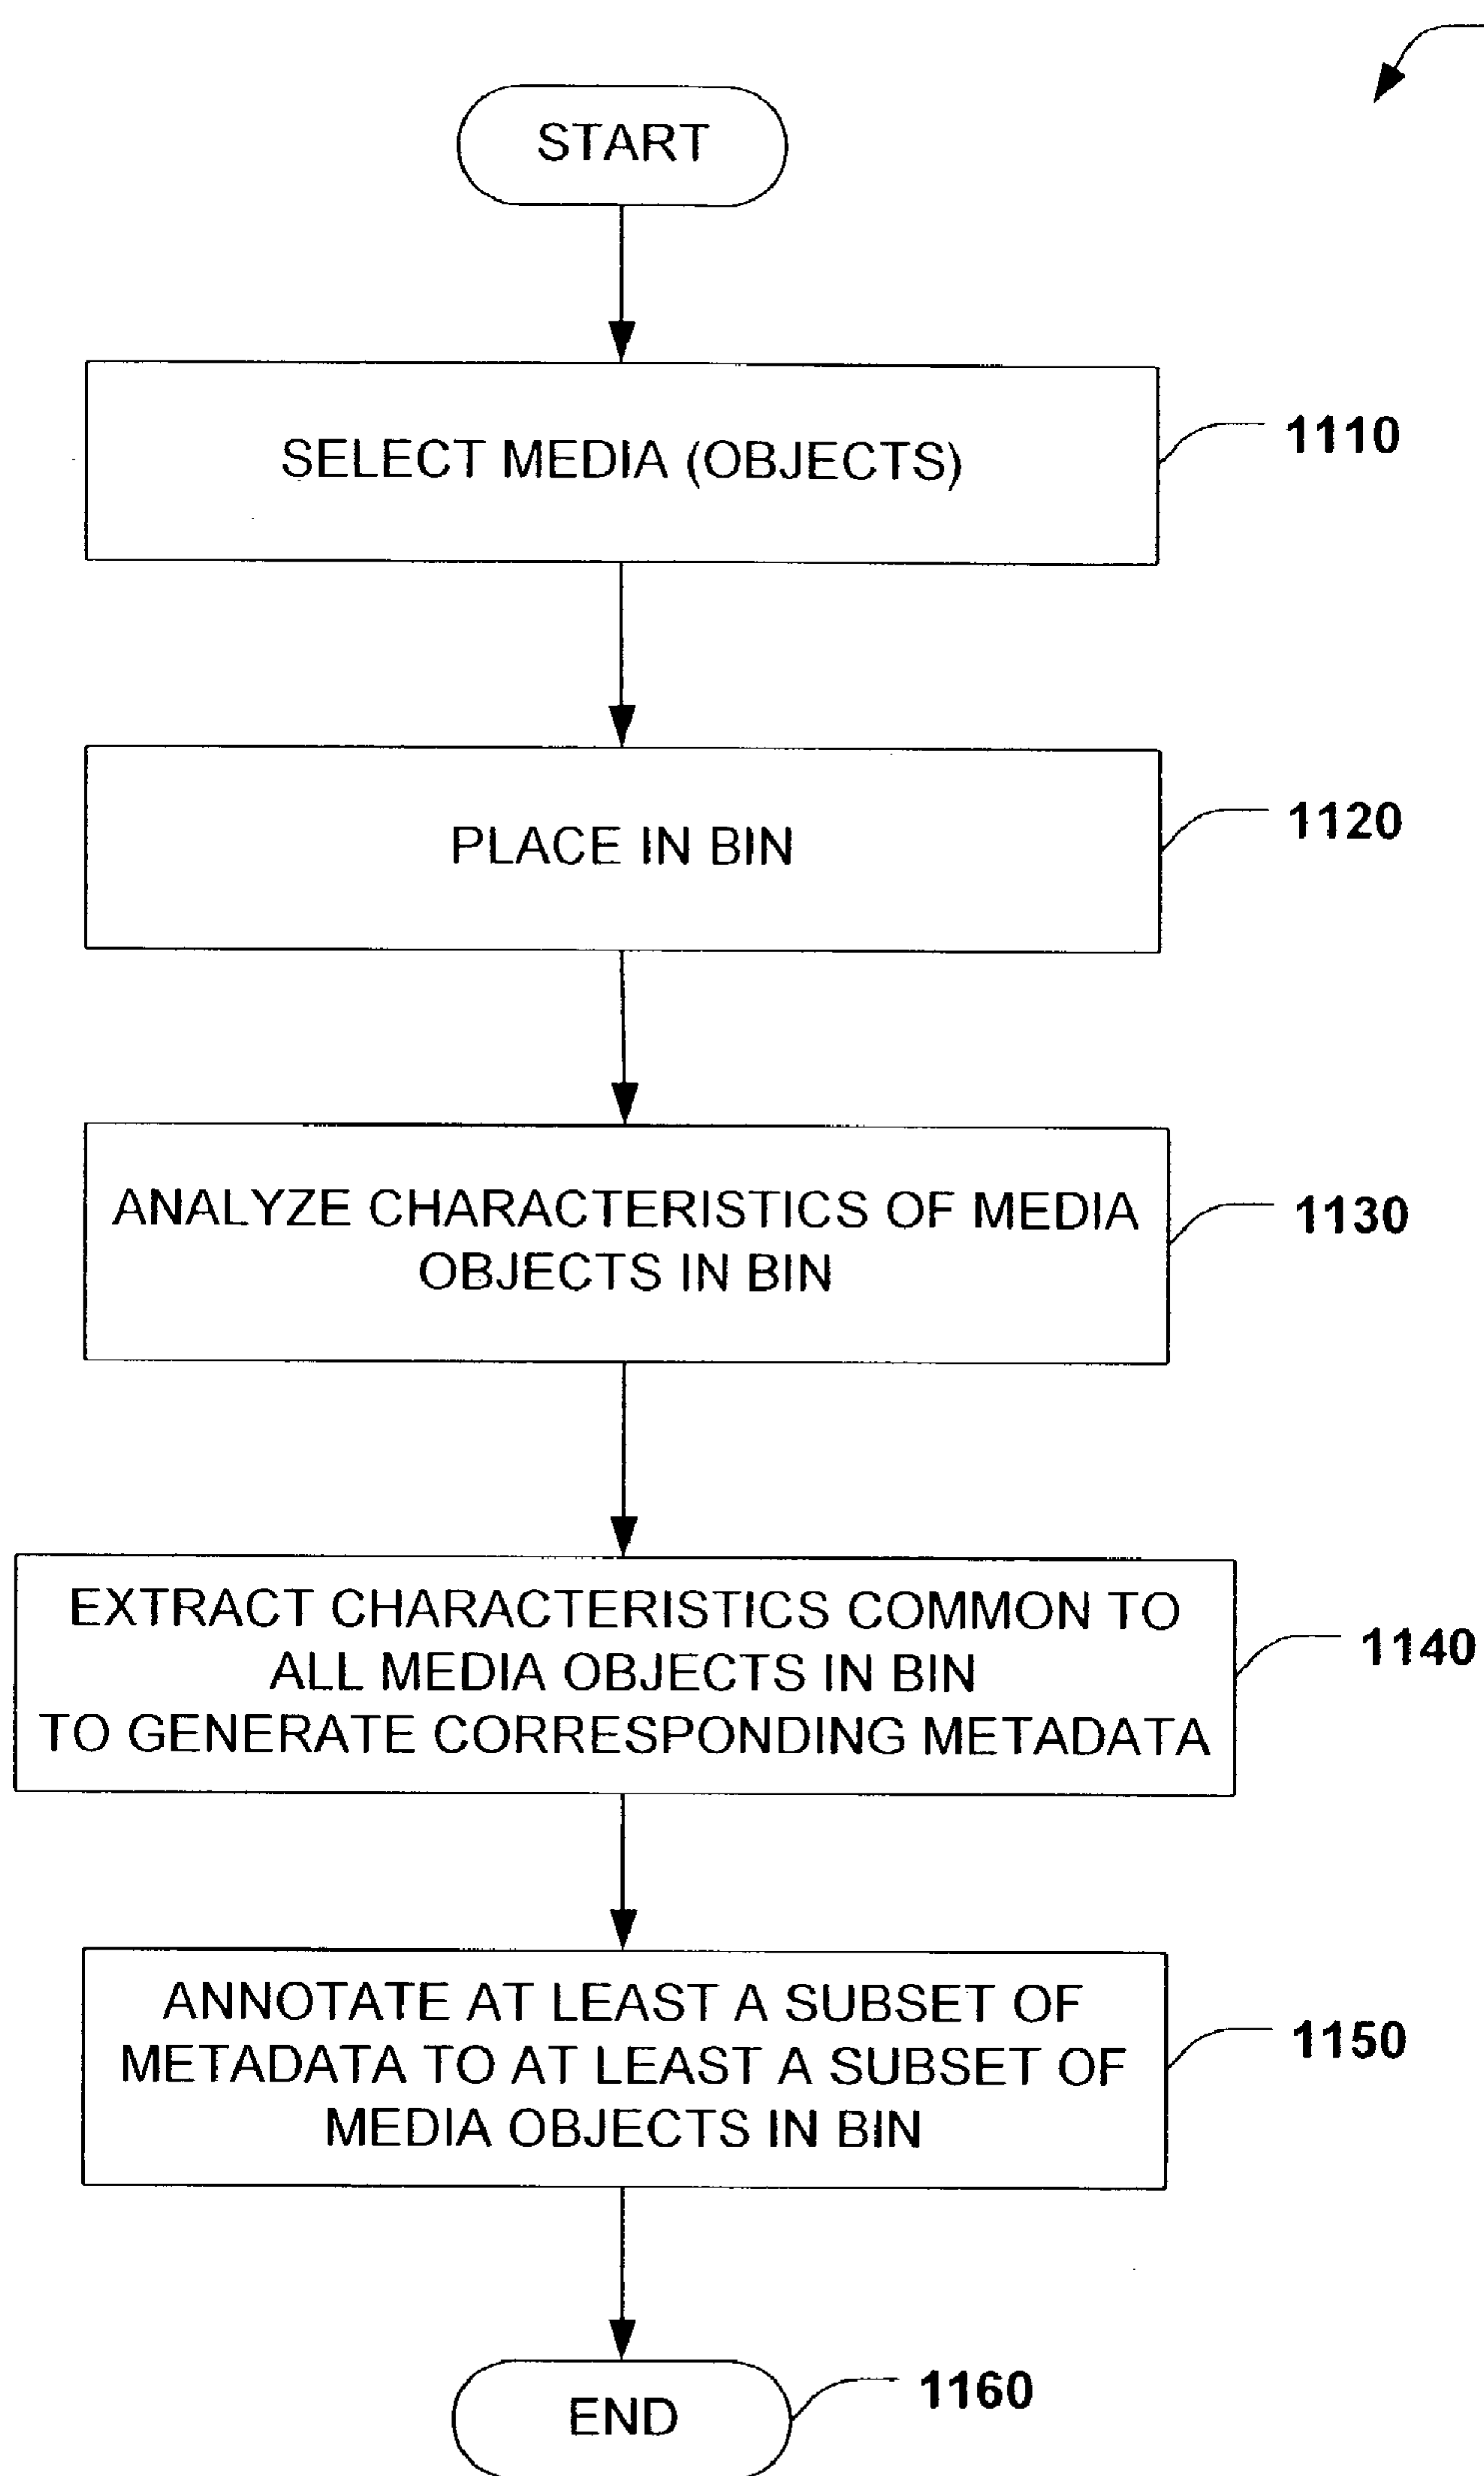 START
SELECT MEDIA (OBJECTS)
1110
PLACE IN BIN
1120
ANALYZE CHARACTERISTICS OF MEDIA
OBJECTS IN BIN
1130
EXTRACT CHARACTERISTICS COMMON TO
ALL MEDIA OBJECTS IN BIN
TO GENERATE CORRESPONDING METADATA
1140
ANNOTATE AT LEAST A SUBSET OF
METADATA TO AT LEAST A SUBSET OF
MEDIA OBJECTS IN BIN
1150
END
1160